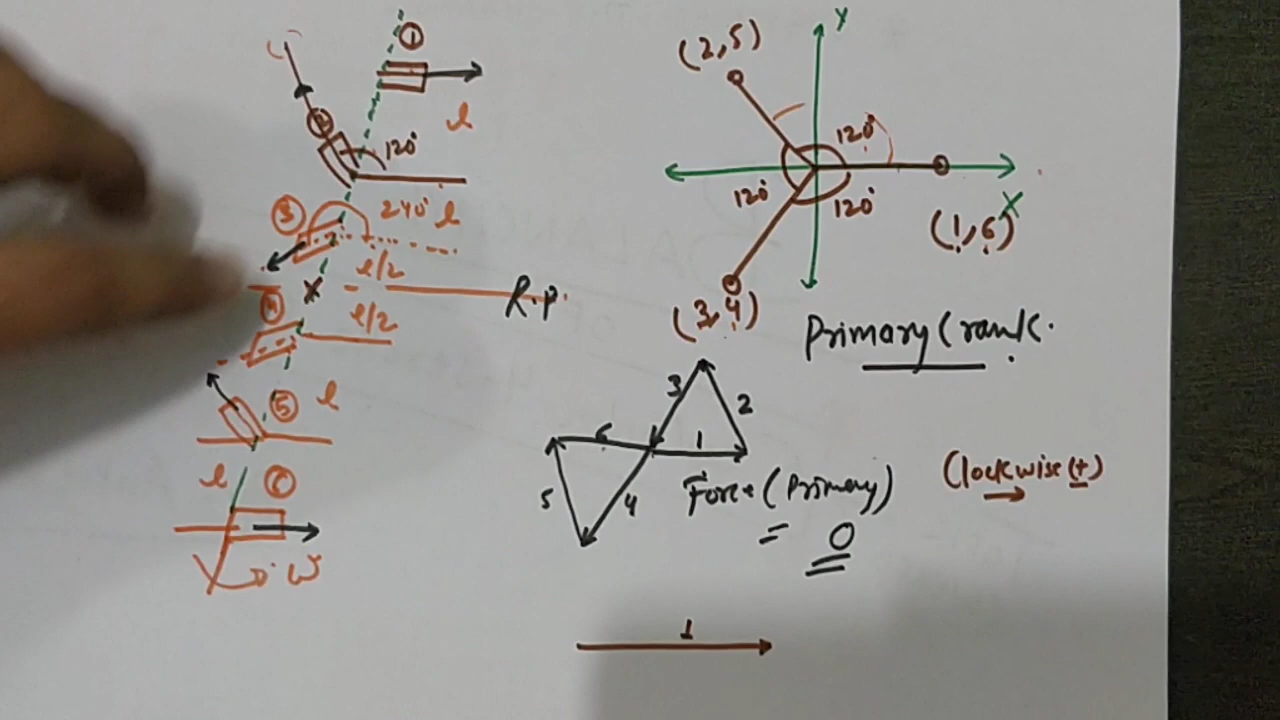 1
l
2
120°
3
240°
l
l/2
R.P.
4
l/2
5
l
l
6
ω
Y
(2,5)
120°
120°
120°
X
(1,6)
(3,4)
Primary Crank.
3
2
6
1
5
4
Force (Primary)
= 0
Clockwise (+)
1